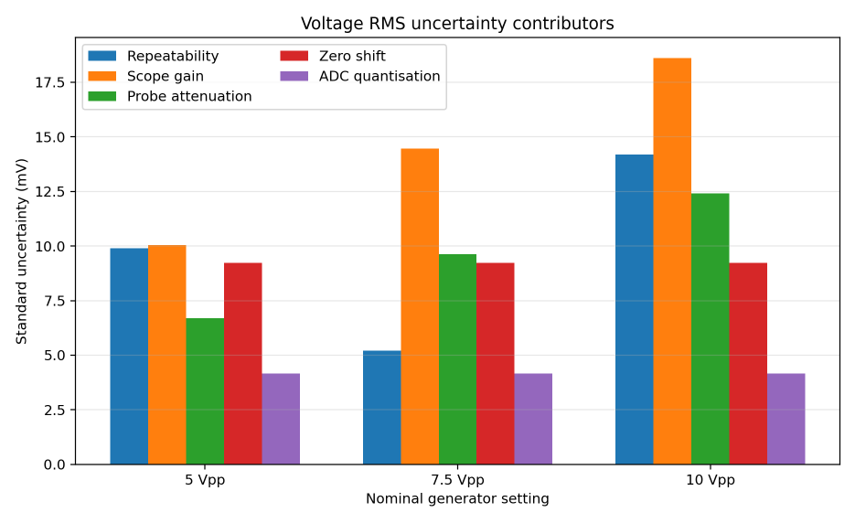 Voltage RMS uncertainty contributors
Repeatability
Scope gain
Probe attenuation
Zero shift
ADC quantisation
Standard uncertainty (mV)
17.5
15.0
12.5
10.0
7.5
5.0
2.5
0.0
5 Vpp
7.5 Vpp
10 Vpp
Nominal generator setting